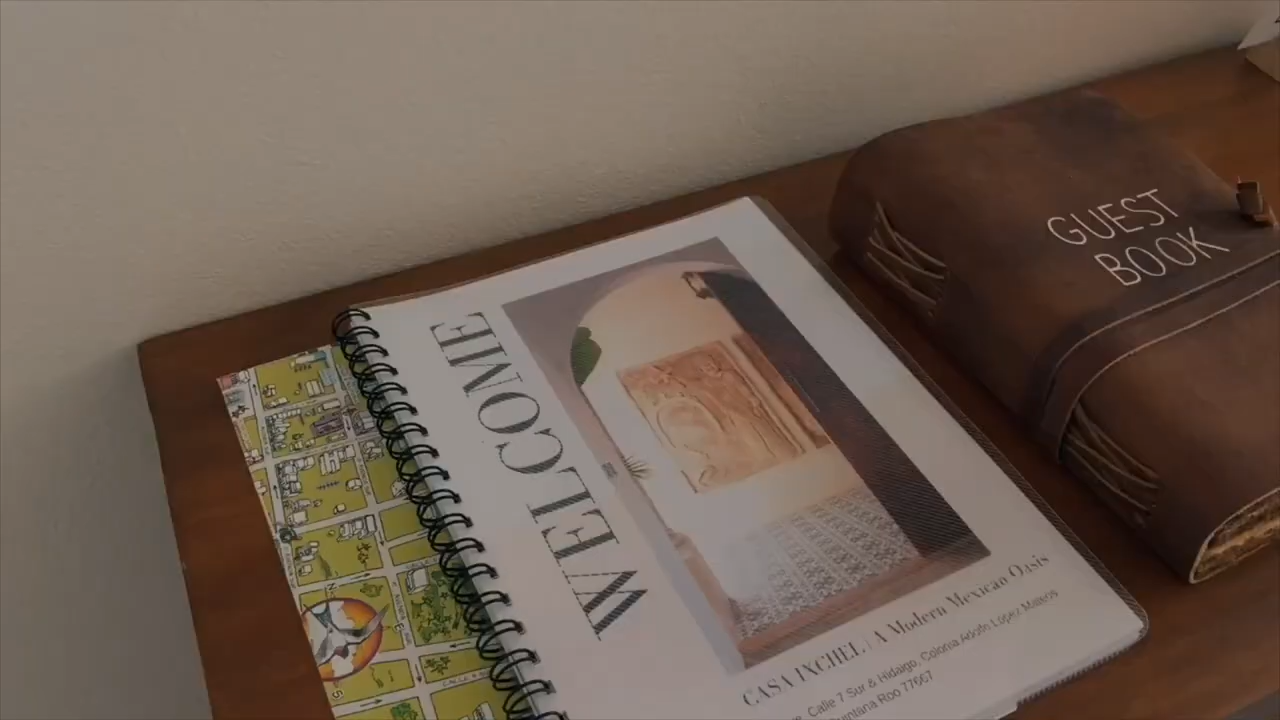 WELCOME
CASA IXCHEL | A Modern Mexican Oasis
Calle 7 Sur & Hidalgo, Colonia Adolfo López Mateos
Quintana Roo 77667
GUEST
BOOK